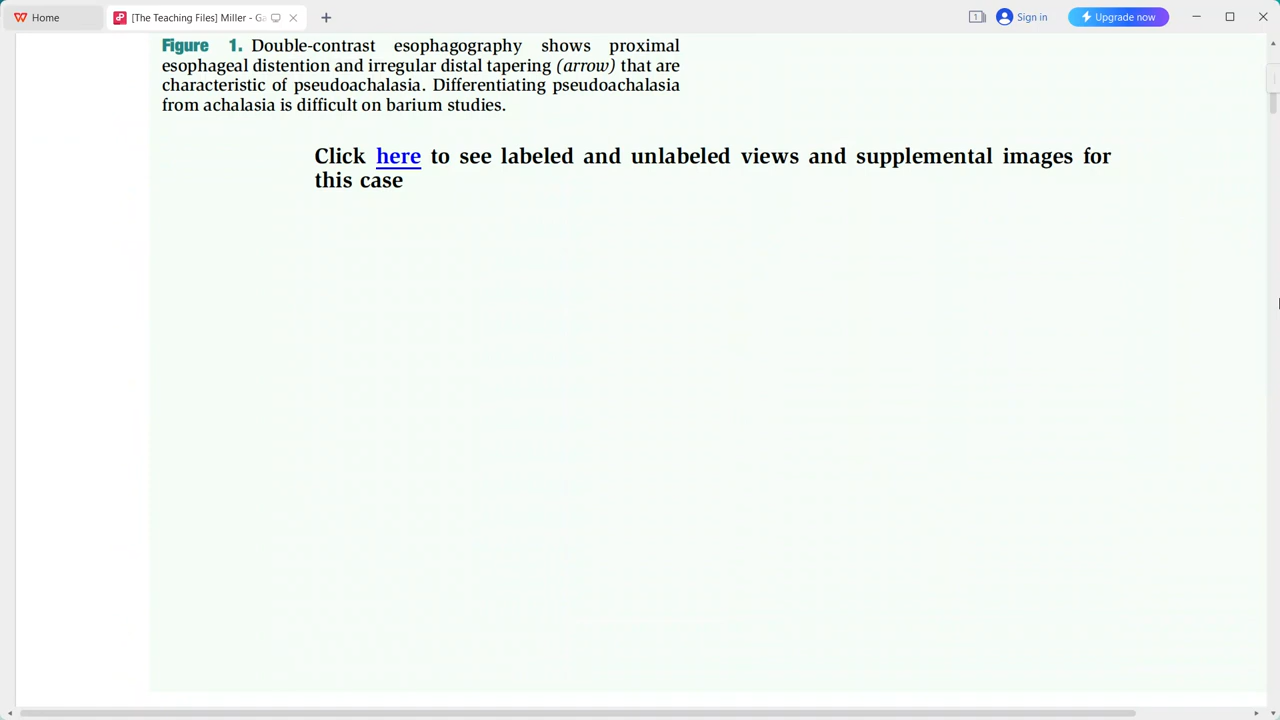 Home
[The Teaching Files] Miller - Ga
1
Sign in
Upgrade now
Figure 1. Double-contrast esophagography shows proximal
esophageal distention and irregular distal tapering (arrow) that are
characteristic of pseudoachalasia. Differentiating pseudoachalasia
from achalasia is difficult on barium studies.
Click here to see labeled and unlabeled views and supplemental images for
this case